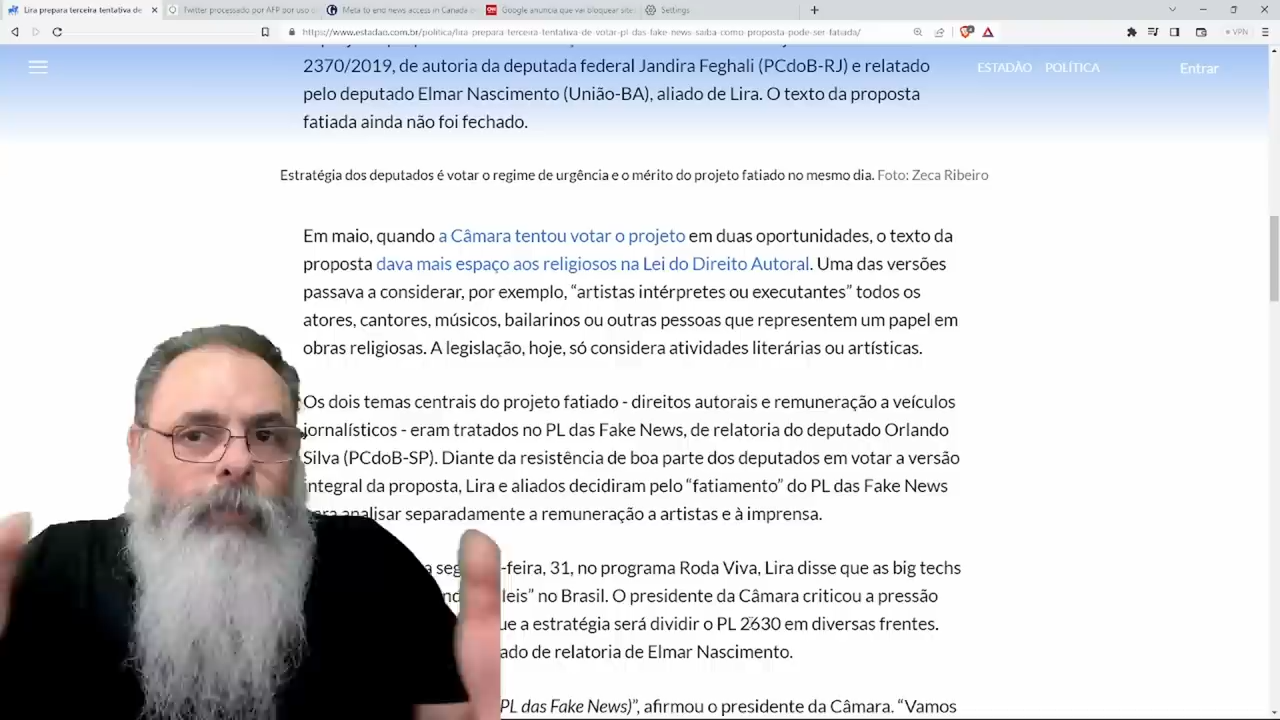 Lira prepara terceira tentativa de
Twitter processado por AFP por uso
Meta to end news access in Canada
Google anuncia que vai bloquear sites
Settings
https://www.estadao.com.br/politica/lira-prepara-terceira-tentativa-de-votar-pl-das-fake-news-saiba-como-proposta-pode-ser-fatiada/
VPN
ESTADÃO POLÍTICA
Entrar
2370/2019, de autoria da deputada federal Jandira Feghali (PCdoB-RJ) e relatado
pelo deputado Elmar Nascimento (União-BA), aliado de Lira. O texto da proposta
fatiada ainda não foi fechado.
Estratégia dos deputados é votar o regime de urgência e o mérito do projeto fatiado no mesmo dia. Foto: Zeca Ribeiro
Em maio, quando a Câmara tentou votar o projeto em duas oportunidades, o texto da
proposta dava mais espaço aos religiosos na Lei do Direito Autoral. Uma das versões
passava a considerar, por exemplo, “artistas intérpretes ou executantes” todos os
atores, cantores, músicos, bailarinos ou outras pessoas que representem um papel em
obras religiosas. A legislação, hoje, só considera atividades literárias ou artísticas.
Os dois temas centrais do projeto fatiado - direitos autorais e remuneração a veículos
jornalísticos - eram tratados no PL das Fake News, de relatoria do deputado Orlando
Silva (PCdoB-SP). Diante da resistência de boa parte dos deputados em votar a versão
integral da proposta, Lira e aliados decidiram pelo “fatiamento” do PL das Fake News
para analisar separadamente a remuneração a artistas e à imprensa.
-feira, 31, no programa Roda Viva, Lira disse que as big techs
leis” no Brasil. O presidente da Câmara criticou a pressão
que a estratégia será dividir o PL 2630 em diversas frentes.
de relatoria de Elmar Nascimento.
PL das Fake News)”, afirmou o presidente da Câmara. “Vamos